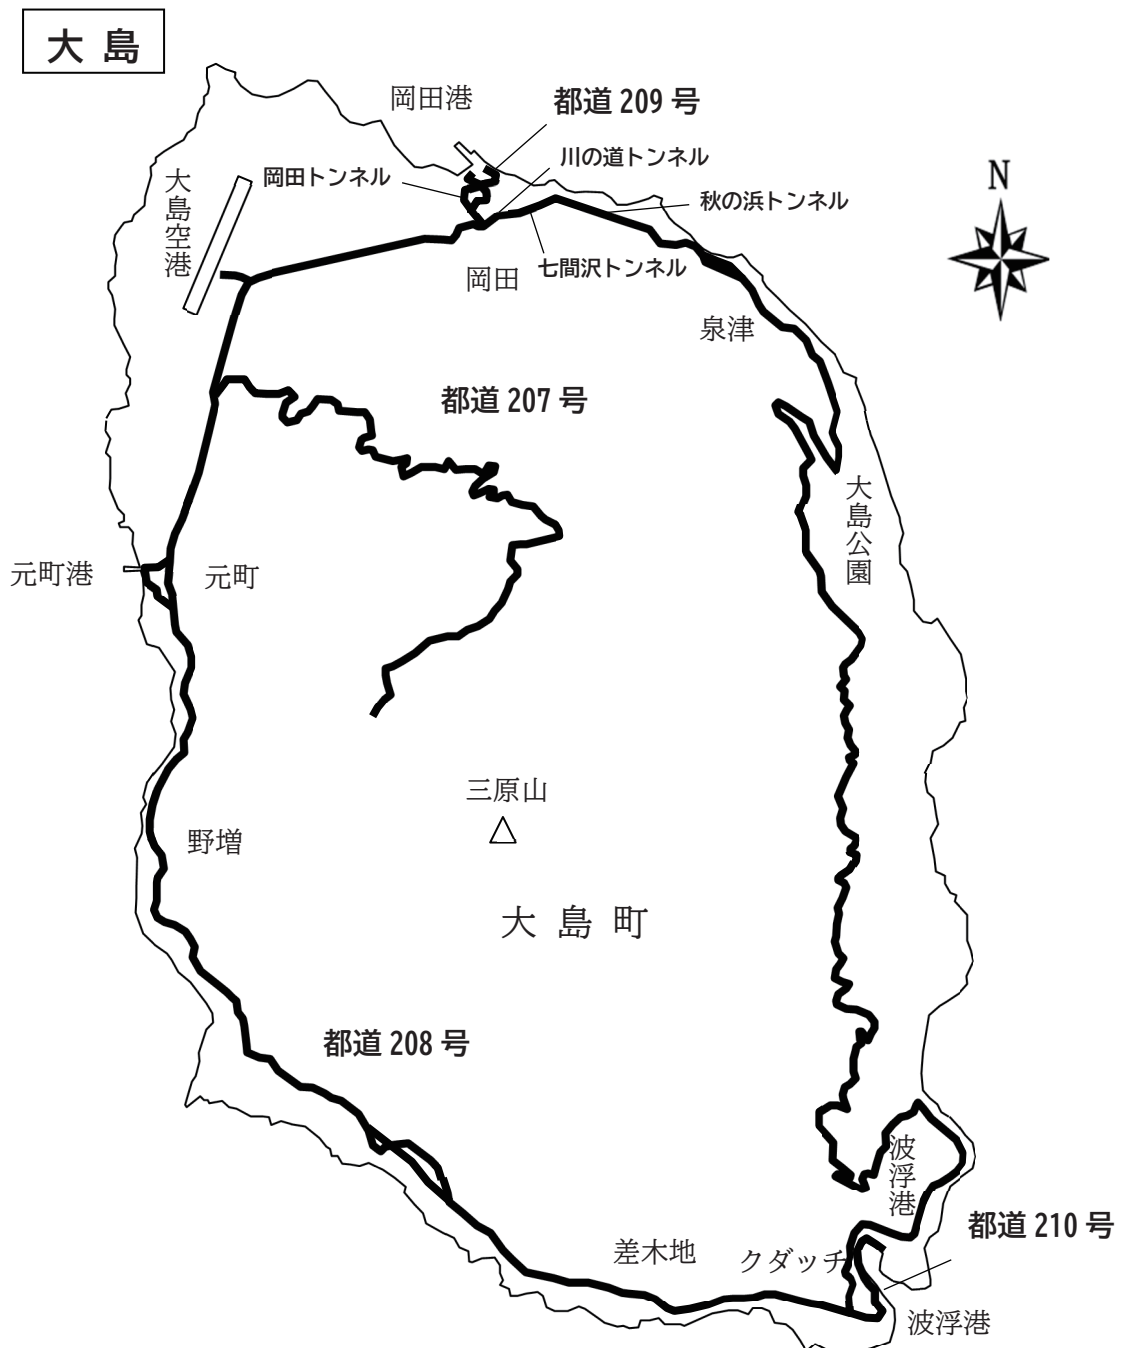 大島
岡田港
都道 209 号
川の道トンネル
岡田トンネル
大島空港
秋の浜トンネル
N
七間沢トンネル
岡田
泉津
都道 207 号
大島公園
元町港
元町
三原山
野増
大島町
都道 208 号
波浮港
都道 210 号
差木地
クダッチ
波浮港